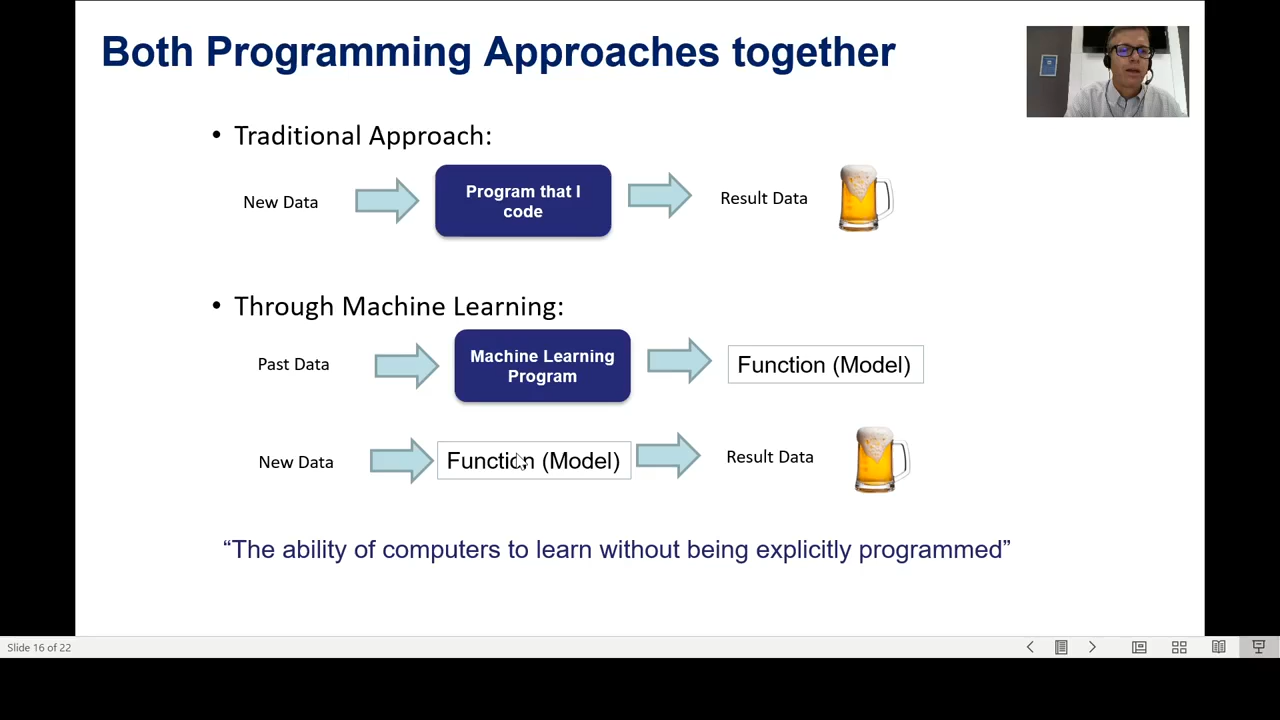 Both Programming Approaches together
• Traditional Approach:
New Data
Program that I
code
Result Data
• Through Machine Learning:
Past Data
Machine Learning
Program
Function (Model)
New Data
Function (Model)
Result Data
“The ability of computers to learn without being explicitly programmed”
Slide 16 of 22